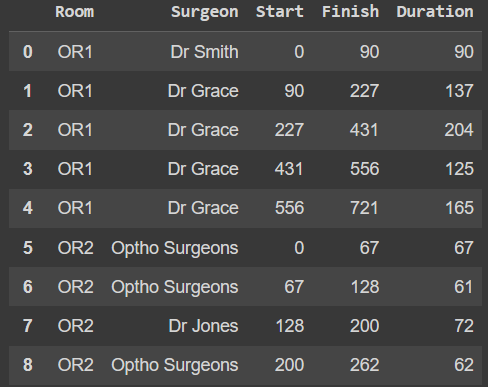 Room Surgeon Start Finish Duration
0 OR1 Dr Smith 0 90 90
1 OR1 Dr Grace 90 227 137
2 OR1 Dr Grace 227 431 204
3 OR1 Dr Grace 431 556 125
4 OR1 Dr Grace 556 721 165
5 OR2 Optho Surgeons 0 67 67
6 OR2 Optho Surgeons 67 128 61
7 OR2 Dr Jones 128 200 72
8 OR2 Optho Surgeons 200 262 62